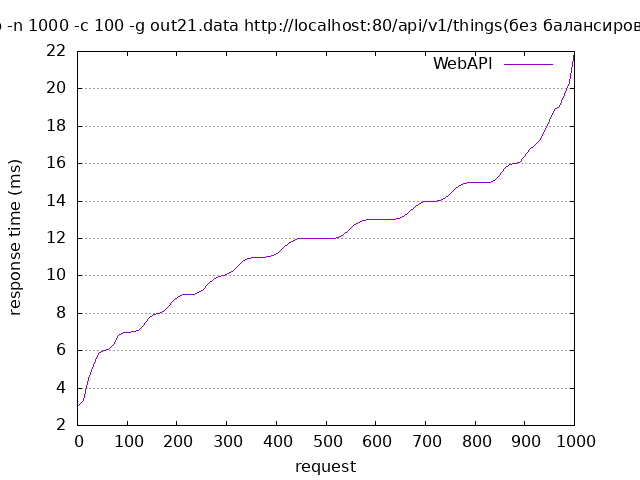 -n 1000 -c 100 -g out21.data http://localhost:80/api/v1/things(без балансиров
WebAPI
22
20
18
16
14
12
10
8
6
4
2
response time (ms)
0 100 200 300 400 500 600 700 800 900 1000
request